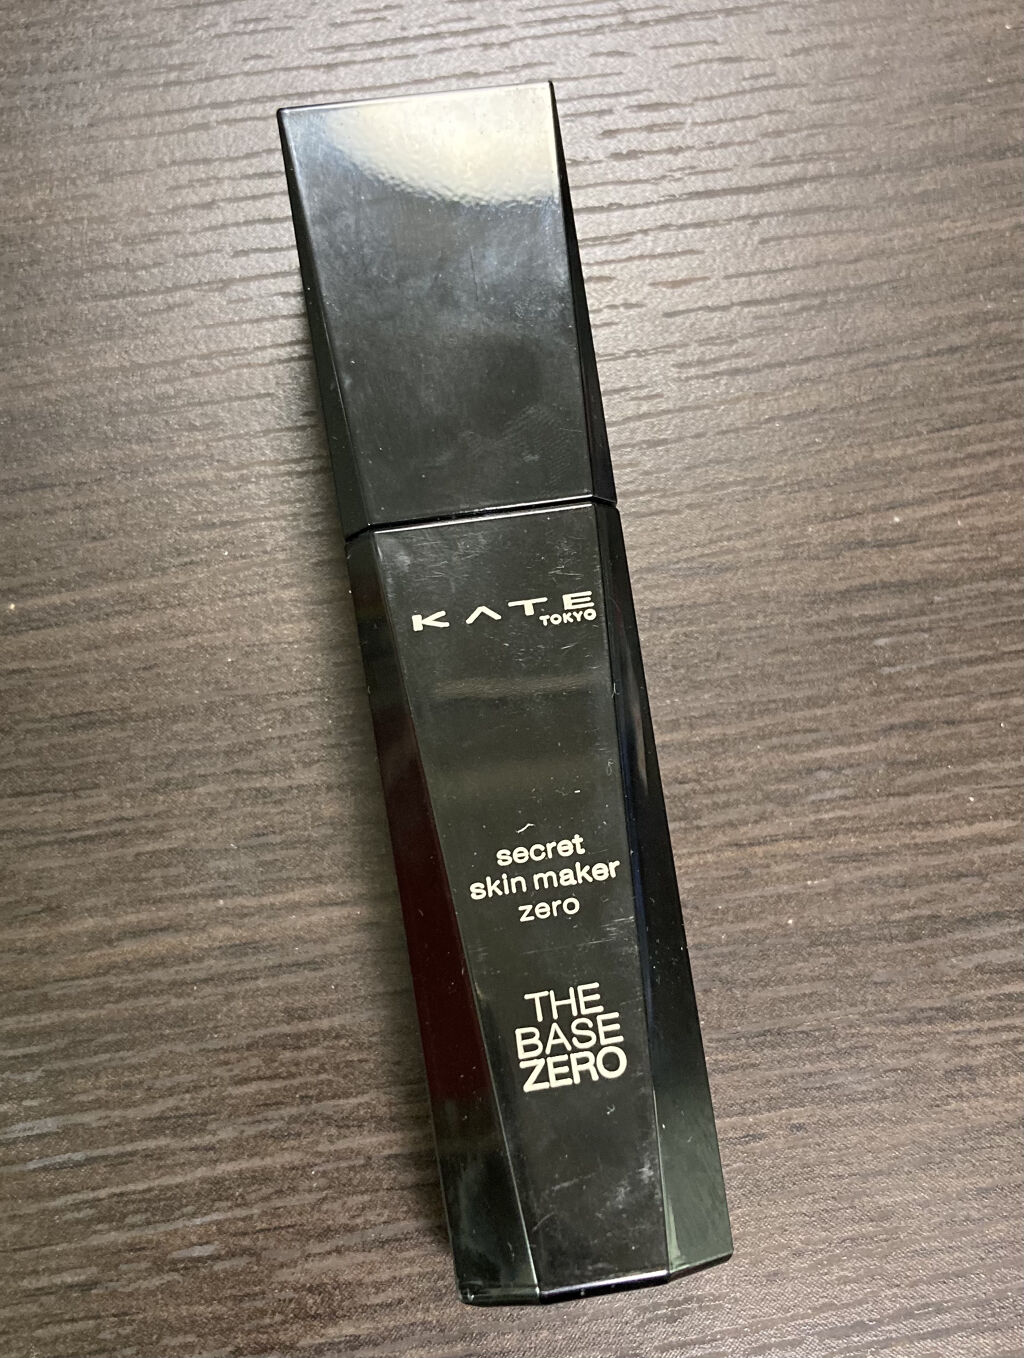 KATE
TOKYO
secret
skin maker
zero
THE
BASE
ZERO